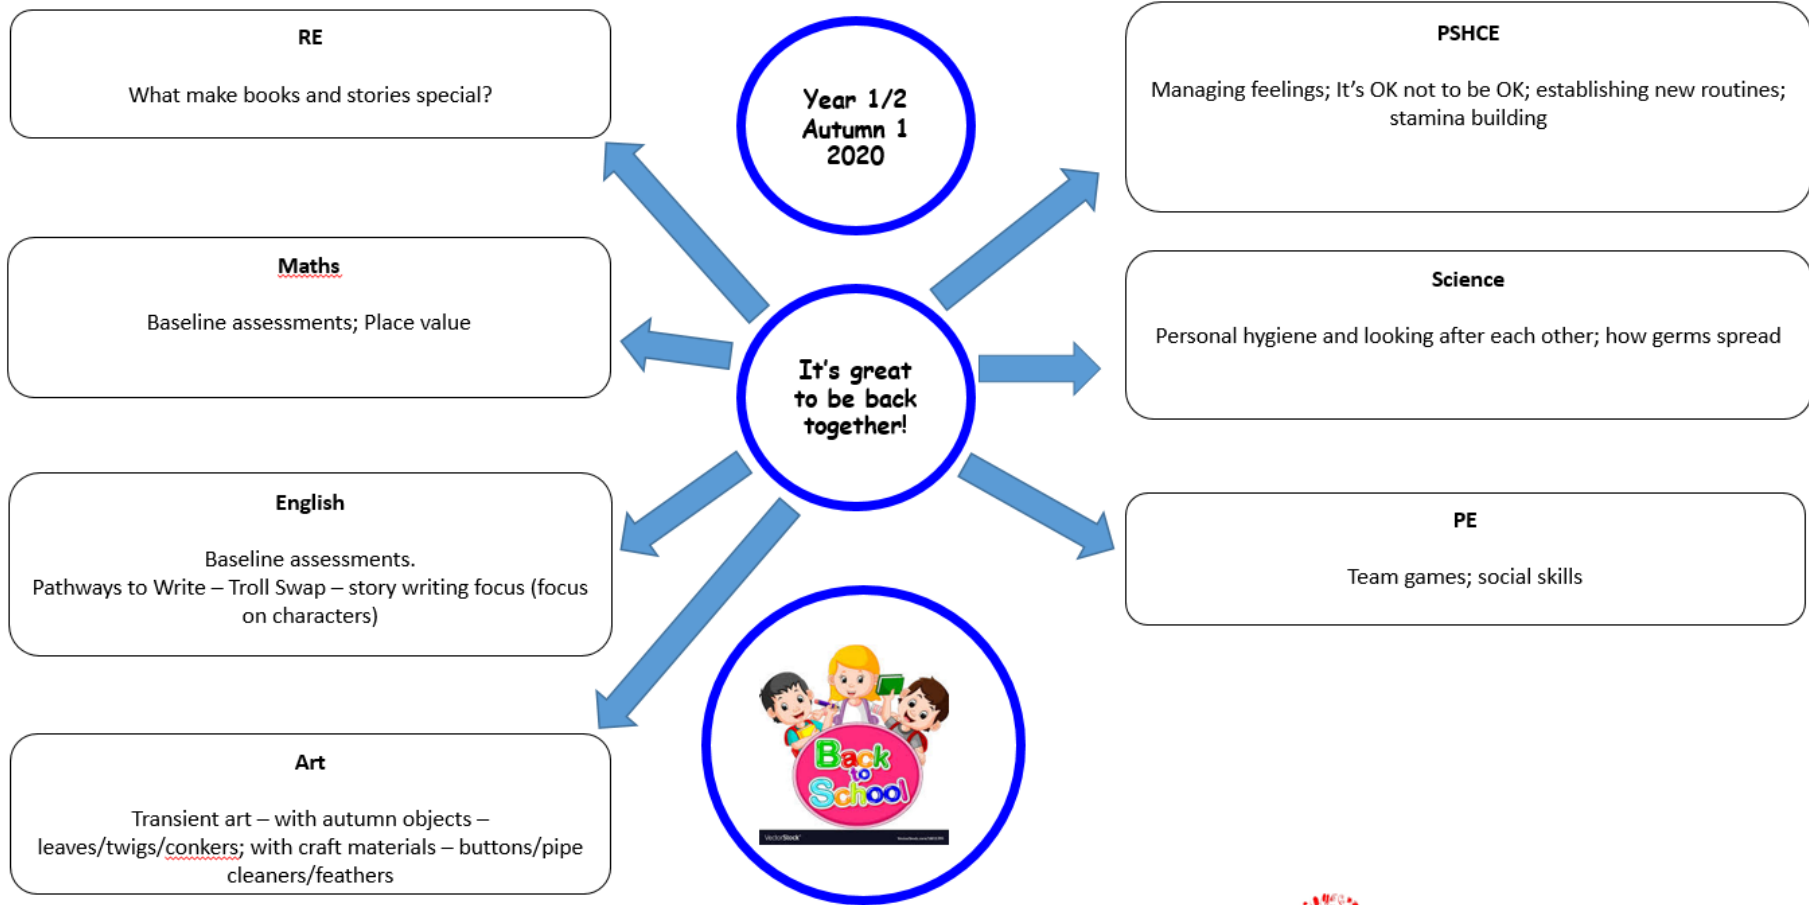 RE
What make books and stories special?
Maths
Baseline assessments; Place value
English
Baseline assessments.
Pathways to Write – Troll Swap – story writing focus (focus
on characters)
Art
Transient art – with autumn objects –
leaves/twigs/conkers; with craft materials – buttons/pipe
cleaners/feathers
Year 1/2
Autumn 1
2020
It's great
to be back
together!
Back
to
School
VectorStock
PSHCE
Managing feelings; It's OK not to be OK; establishing new routines;
stamina building
Science
Personal hygiene and looking after each other; how germs spread
PE
Team games; social skills